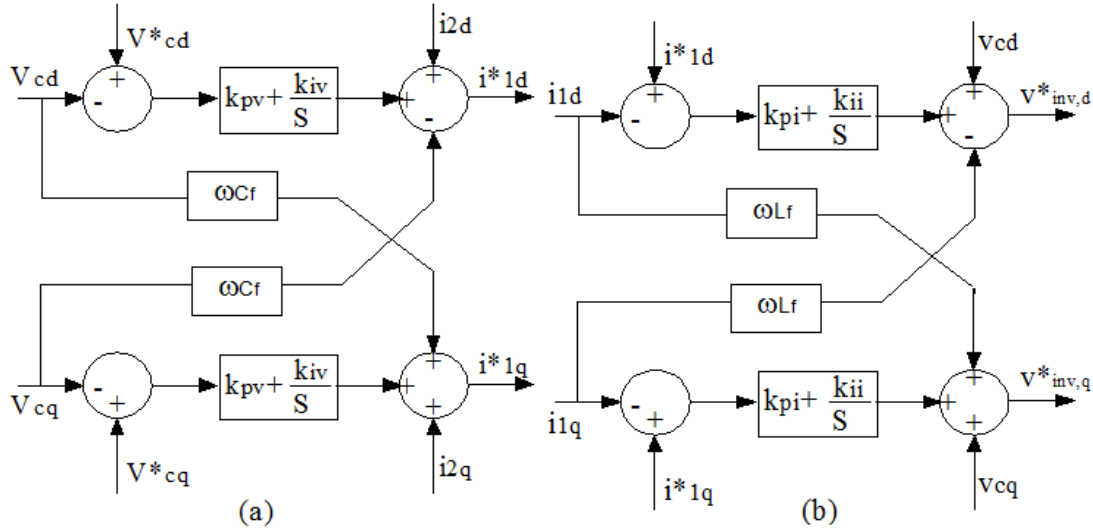 V*cd
i2d
Vcd
+
-
kpv+ kiv
S
+
+
-
i*1d
ωCf
ωCf
Vcq
-
+
kpv+ kiv
S
+
+
+
i*1q
V*cq
i2q
(a)
i*1d
vcd
i1d
+
-
kpi+ kii
S
+
+
-
v*inv,d
ωLf
ωLf
i1q
-
+
kpi+ kii
S
+
+
+
v*inv,q
i*1q
vcq
(b)